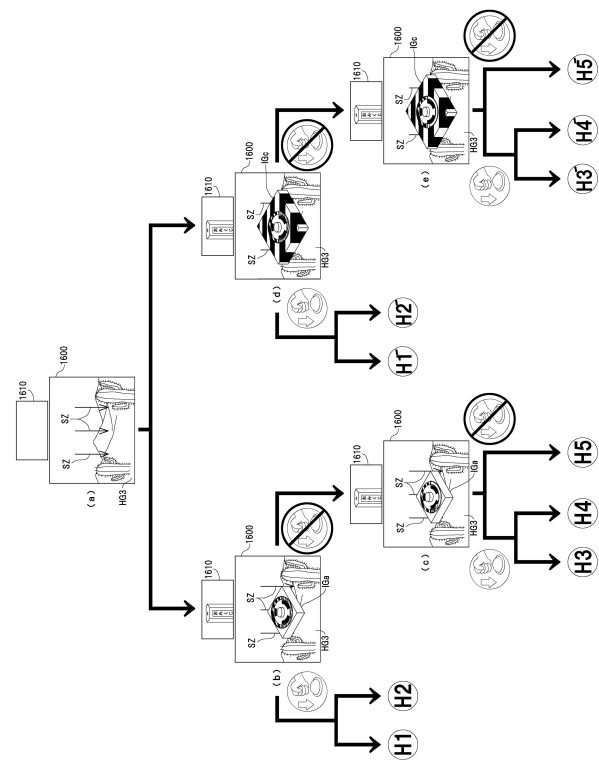 1610
1600
SZ
SZ
(a)
HG3
1610
1600
SZ
SZ
IGa
(b)
HG3
H1
H2
1610
1600
SZ
SZ
IGa
(c)
HG3
H3
H4
H5
1610
1600
SZ
SZ
IGc
(d)
HG3
H1'
H2'
1610
1600
SZ
SZ
IGc
(e)
HG3
H3'
H4'
H5'